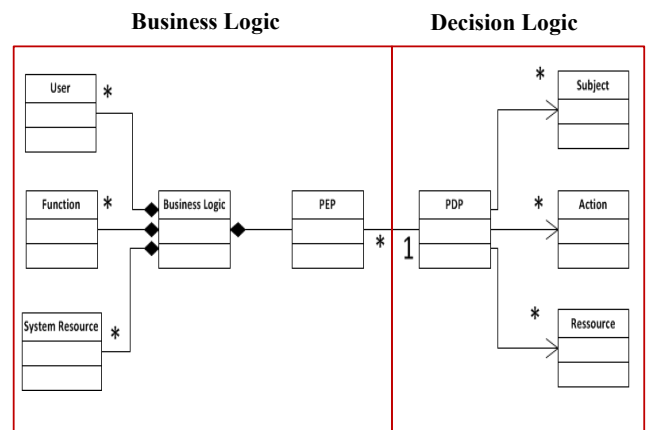 Business Logic
Decision Logic
User
*
Function
*
System Resource
*
Business Logic
PEP
*
1
PDP
*
Subject
*
Action
*
Ressource